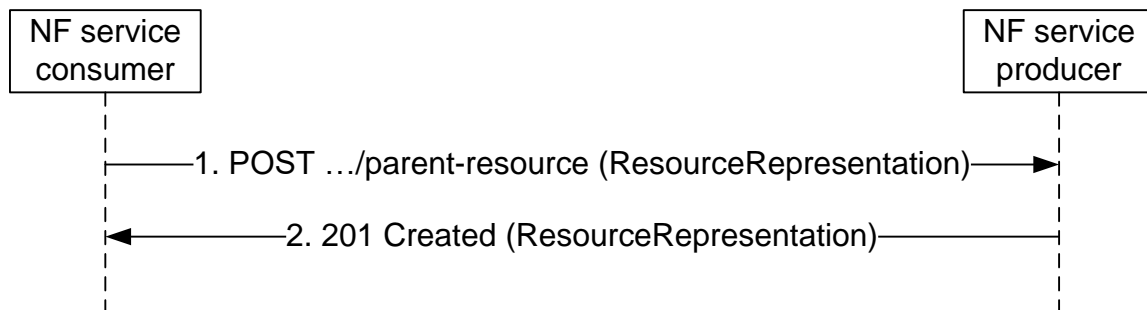 NF service
consumer
NF service
producer
1. POST …/parent-resource (ResourceRepresentation)
2. 201 Created (ResourceRepresentation)